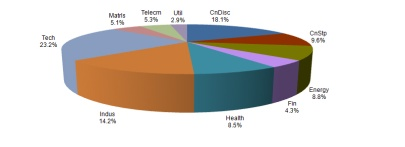 Util
2.9%
CnDisc
18.1%
CnStp
9.6%
Energy
8.8%
Fin
4.3%
Health
8.5%
Indus
14.2%
Tech
23.2%
Matris
5.1%
Telecm
5.3%